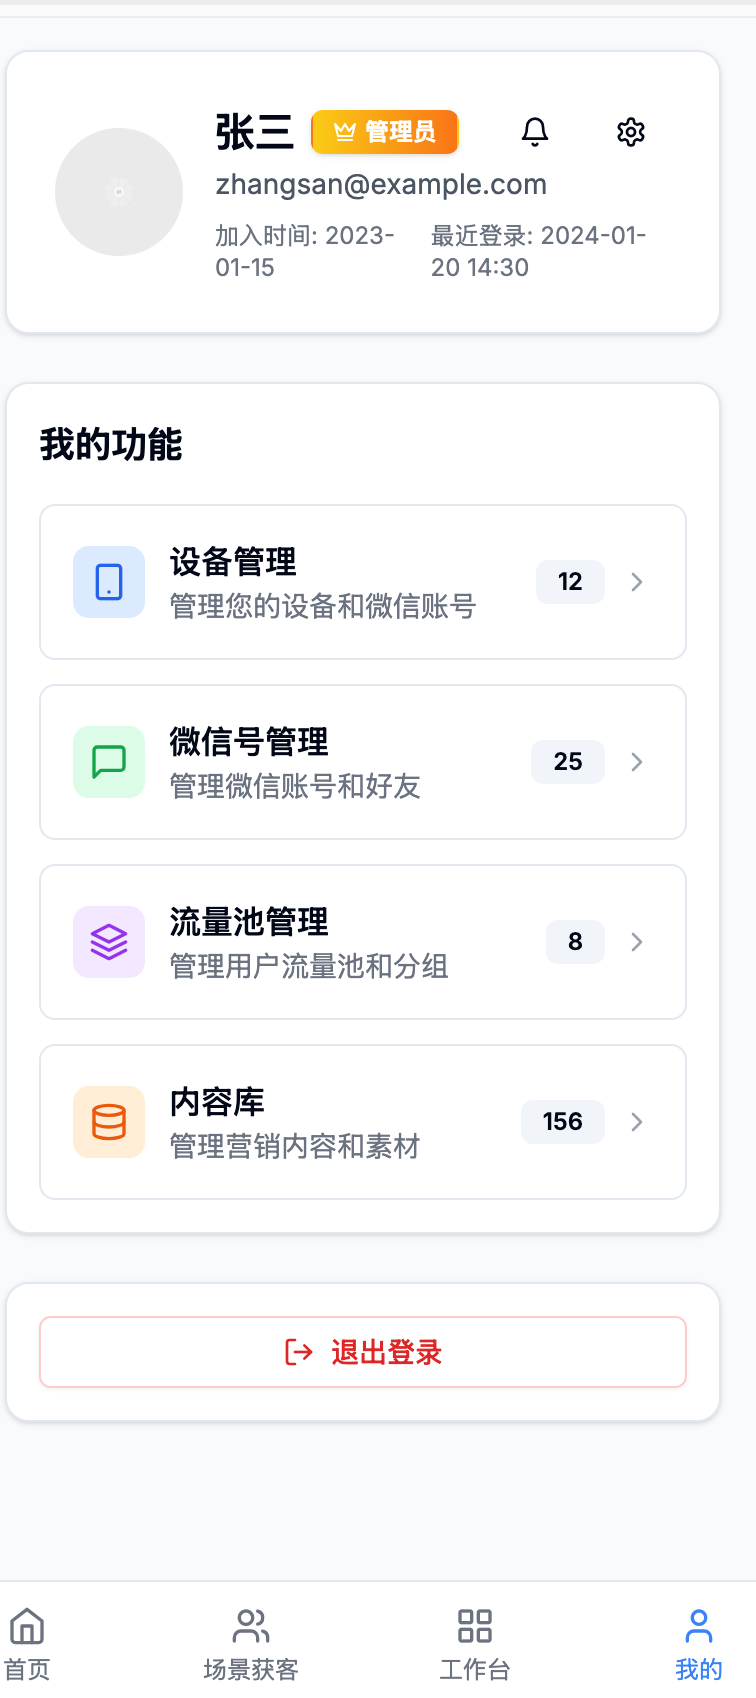 张三 管理员
zhangsan@example.com
加入时间: 2023-
01-15
最近登录: 2024-01-
20 14:30
我的功能
设备管理
管理您的设备和微信账号
12
微信号管理
管理微信账号和好友
25
流量池管理
管理用户流量池和分组
8
内容库
管理营销内容和素材
156
退出登录
首页
场景获客
工作台
我的